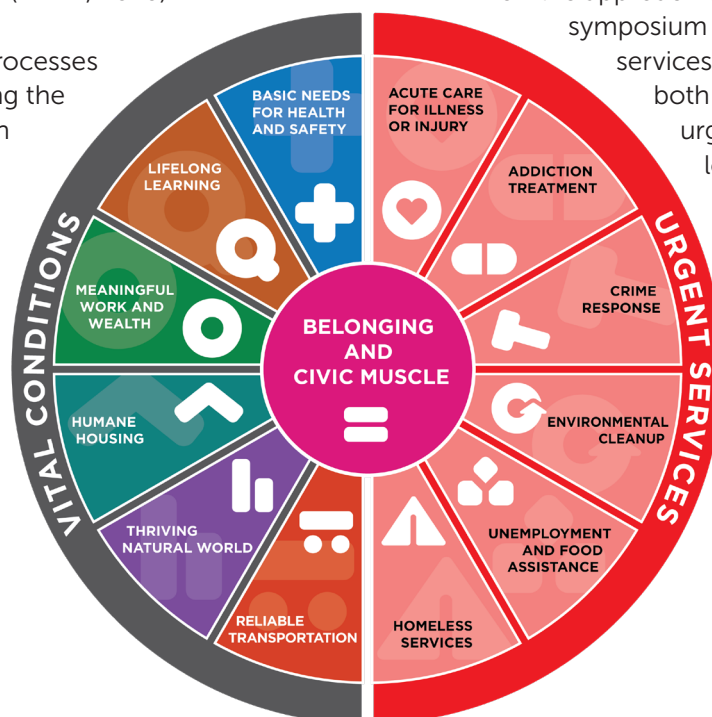 rocesses
g the
symposium
services
both
urg
BASIC NEEDS
FOR HEALTH
AND SAFETY
LIFELONG
LEARNING
MEANINGFUL
WORK AND
WEALTH
HUMANE
HOUSING
THRIVING
NATURAL WORLD
RELIABLE
TRANSPORTATION
VITAL CONDITIONS
BELONGING
AND
CIVIC MUSCLE
ACUTE CARE
FOR ILLNESS
OR INJURY
ADDICTION
TREATMENT
CRIME
RESPONSE
ENVIRONMENTAL
CLEANUP
UNEMPLOYMENT
AND FOOD
ASSISTANCE
HOMELESS
SERVICES
URGENT SERVICES